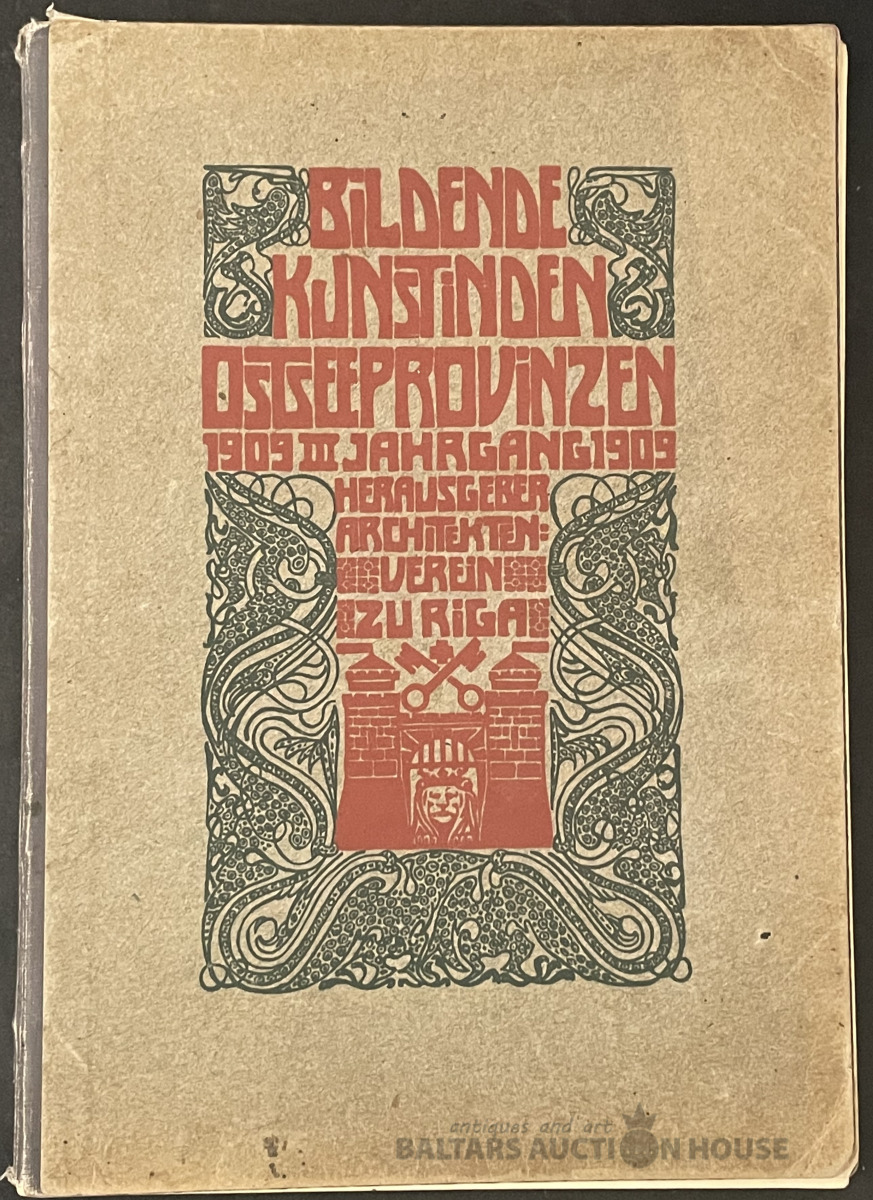 BiLDENDE
KUNST iN DEN
OSTSEEPROViNZEN
1909 III JAHRGANG 1909
HERAUSGEBER
ARCHiTEKTEN:
VEREiN
ZU RiGA
antiques and art
BALTARS AUCTION HOUSE